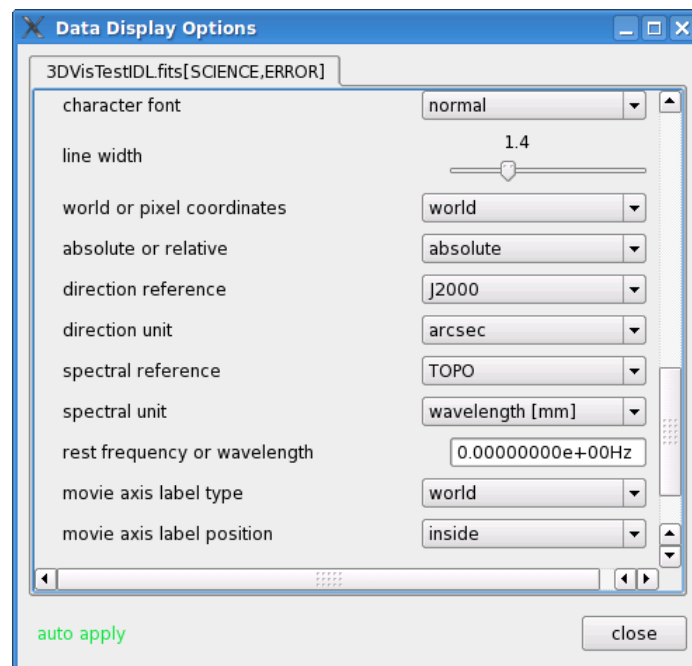 Data Display Options
3DVisTestIDL.fits[SCIENCE,ERROR]
character font normal
1.4
line width
world or pixel coordinates world
absolute or relative absolute
direction reference J2000
direction unit arcsec
spectral reference TOPO
spectral unit wavelength [mm]
rest frequency or wavelength 0.00000000e+00Hz
movie axis label type world
movie axis label position inside
auto apply close